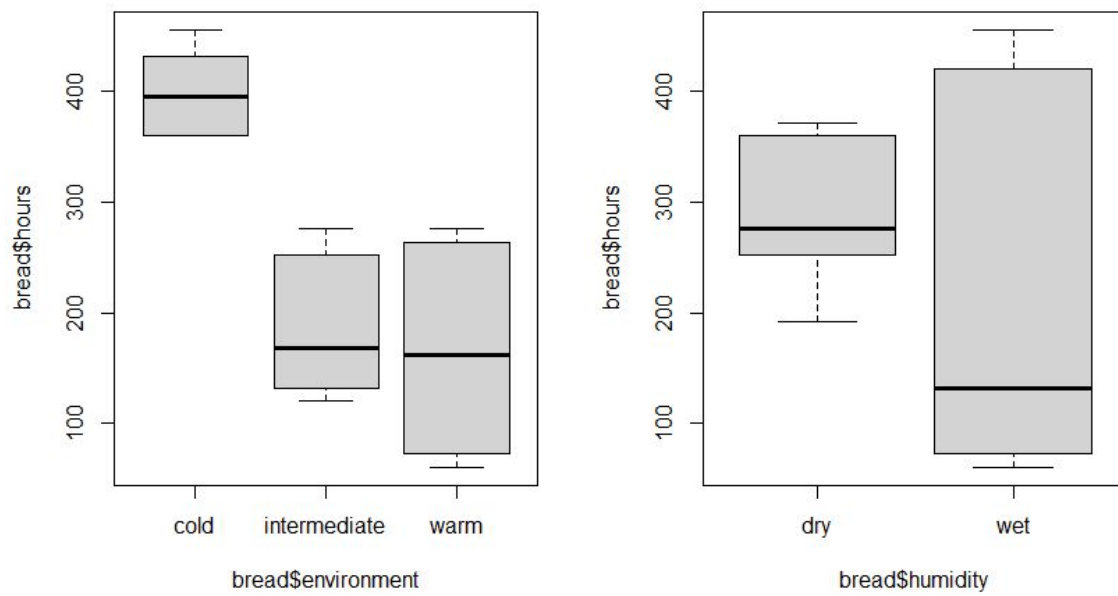 bread$hours
400
300
200
100
cold intermediate warm
bread$environment
bread$hours
400
300
200
100
dry wet
bread$humidity